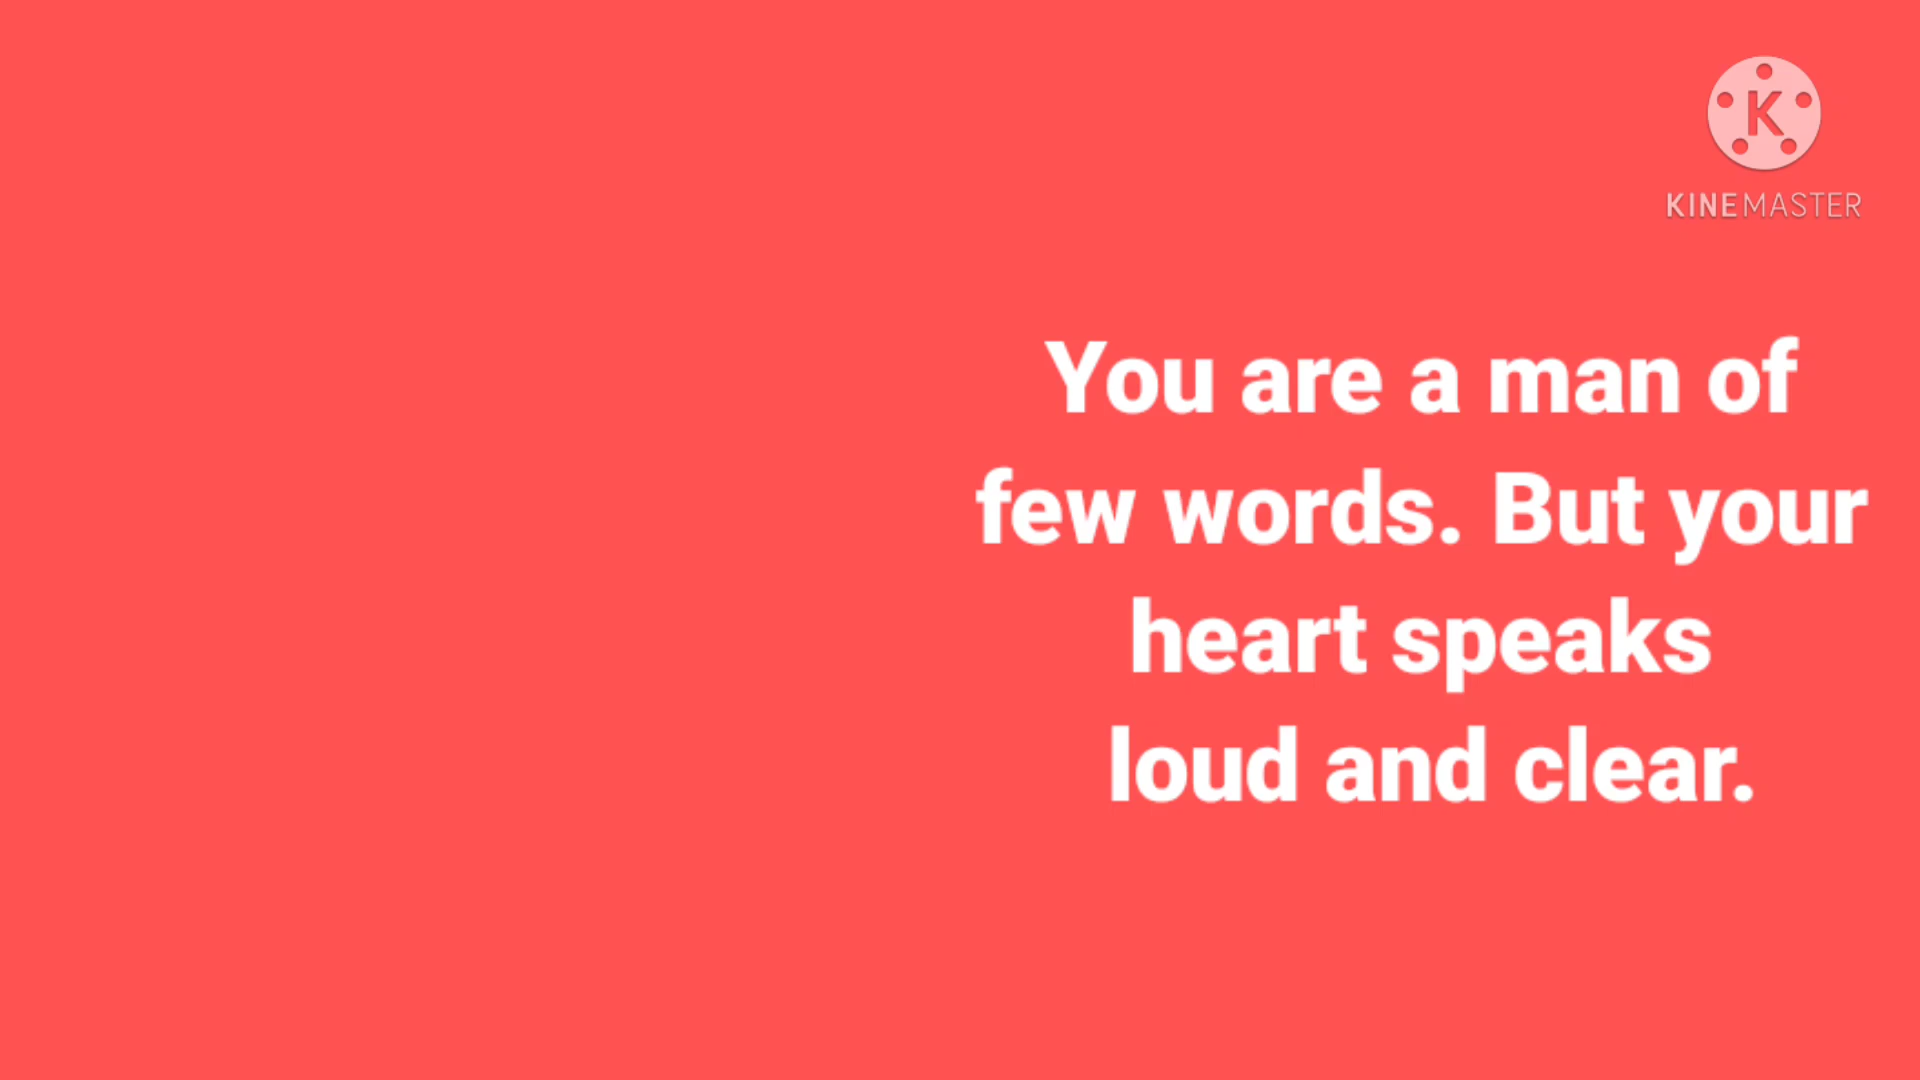 K
KINEMASTER
You are a man of
few words. But your
heart speaks
loud and clear.